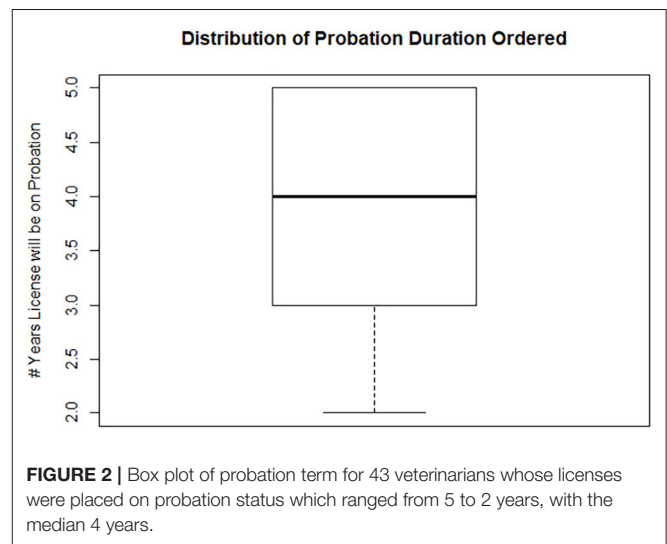 Distribution of Probation Duration Ordered
# Years License will be on Probation
5.0
4.5
4.0
3.5
3.0
2.5
2.0
FIGURE 2 | Box plot of probation term for 43 veterinarians whose licenses
were placed on probation status which ranged from 5 to 2 years, with the
median 4 years.